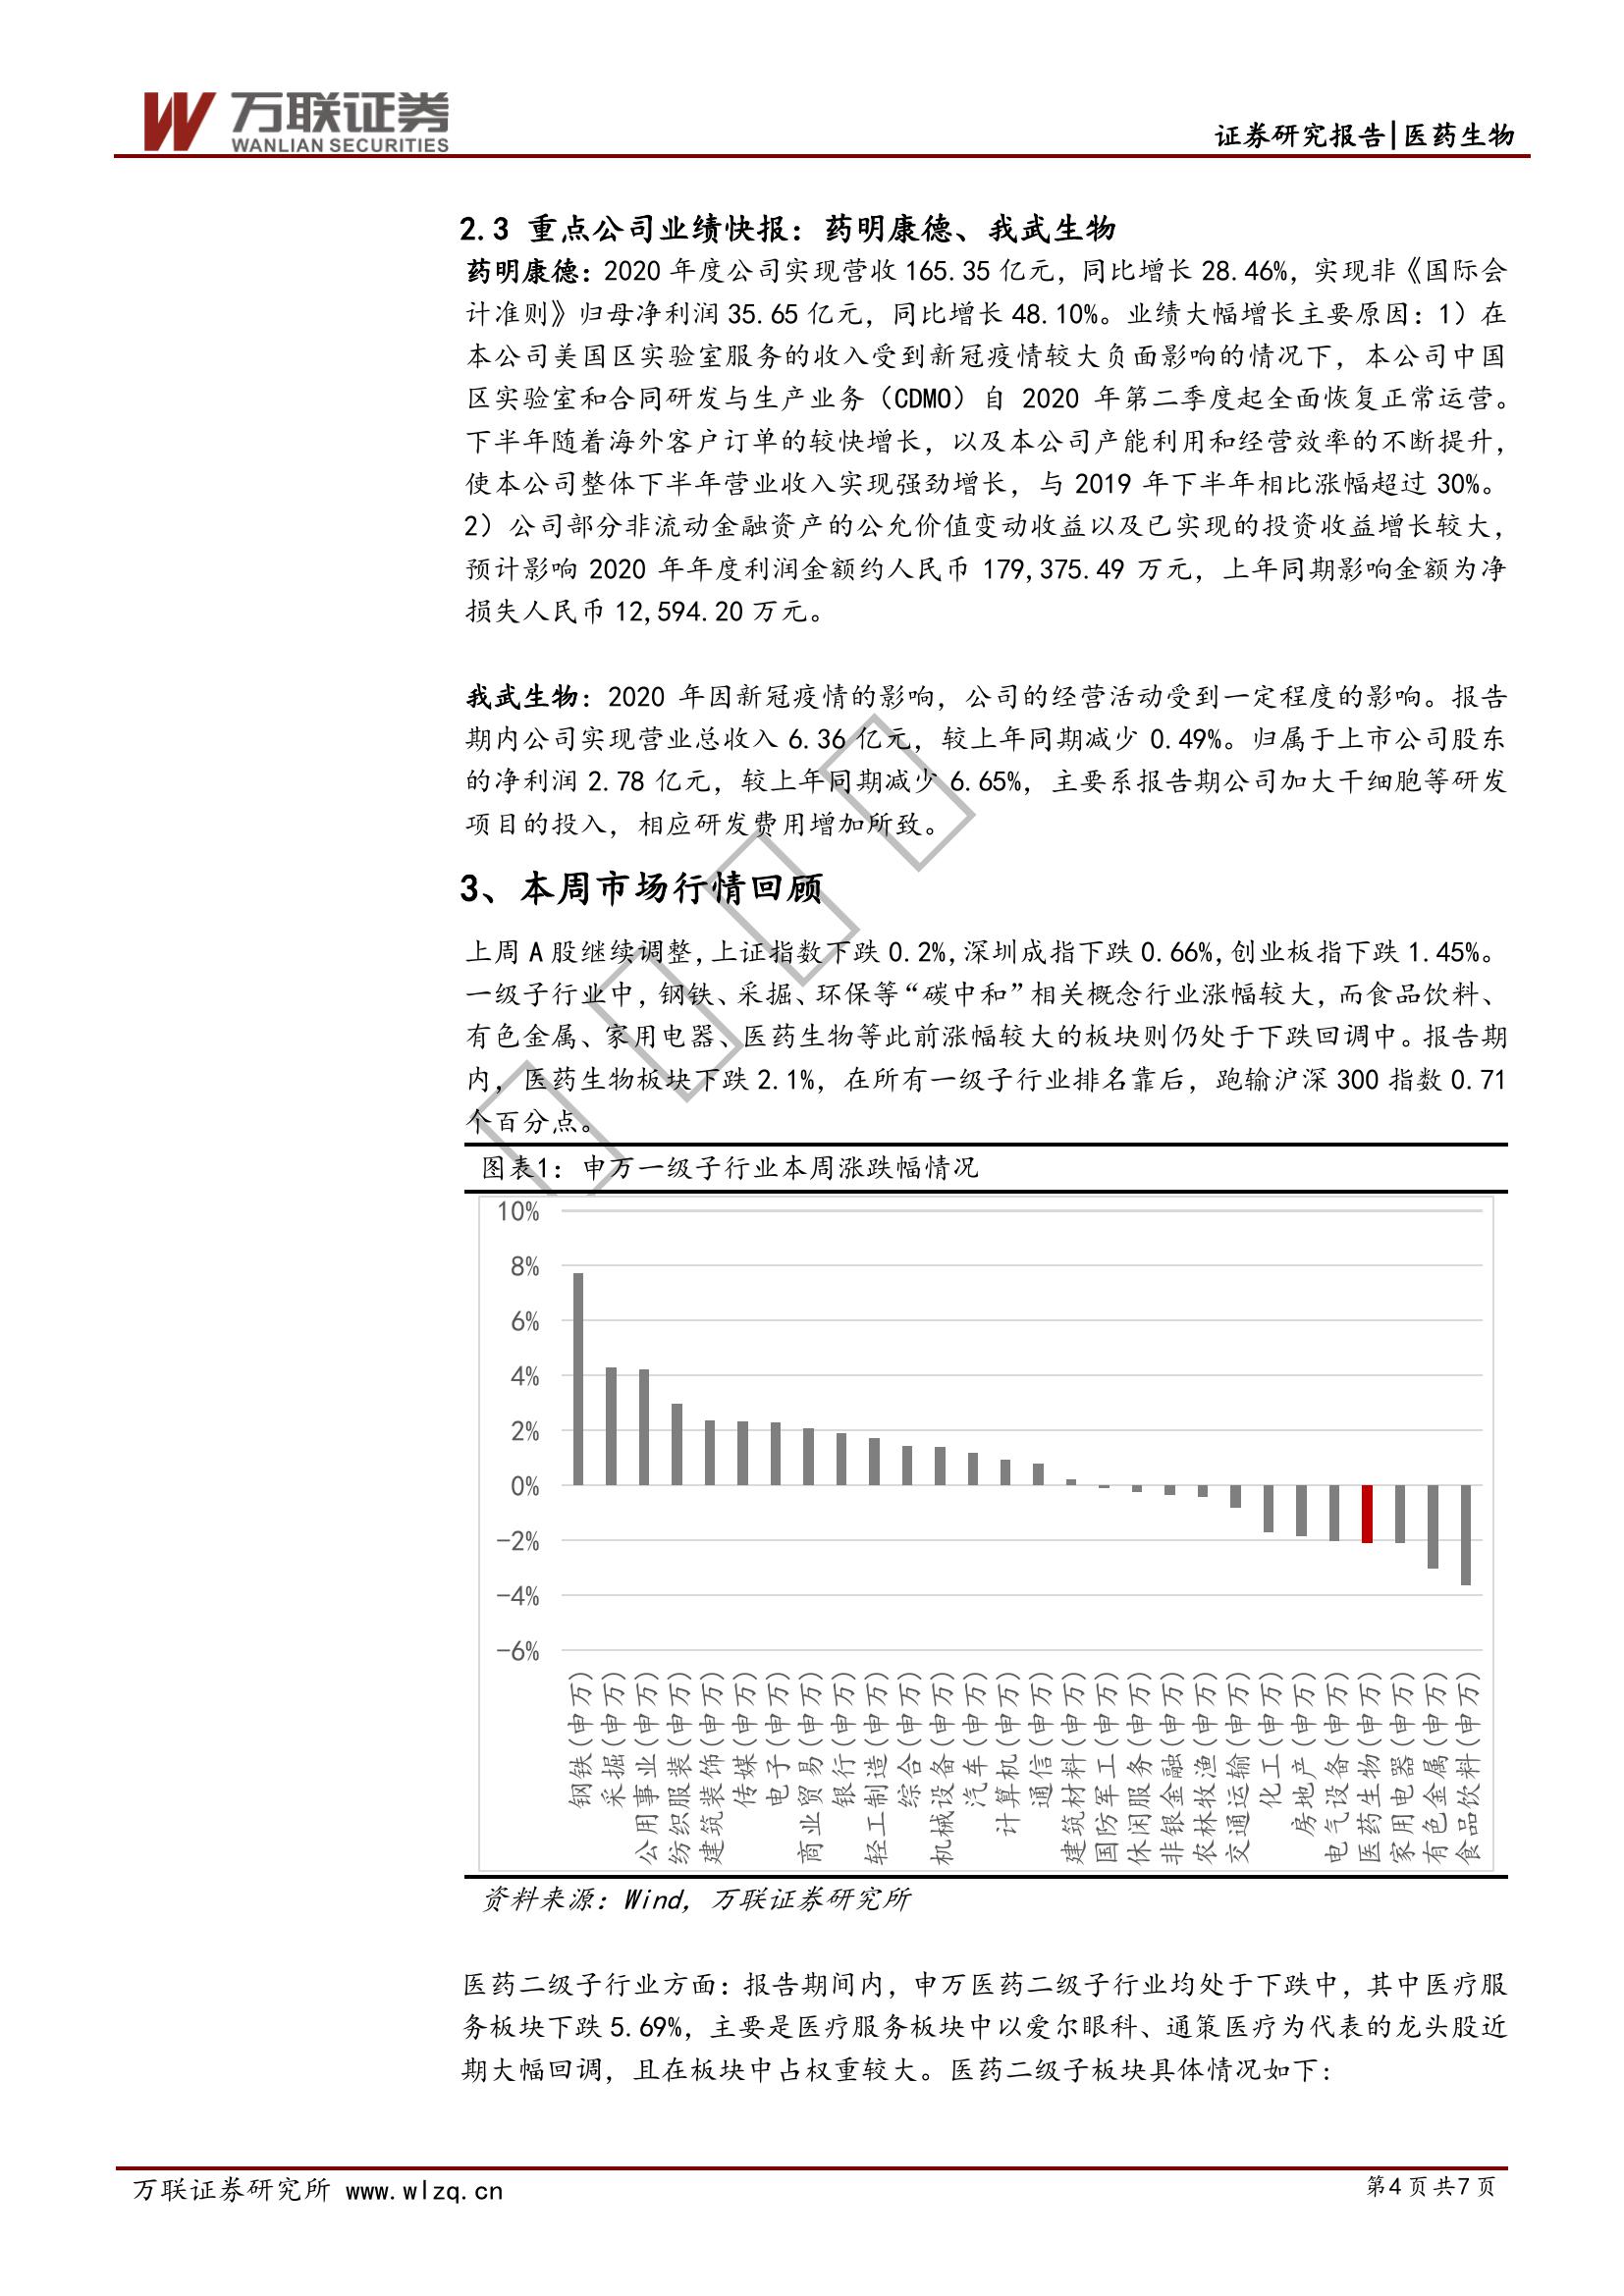 万联证券
WANLIAN SECURITIES
证券研究报告|医药生物
2.3 重点公司业绩快报：药明康德、我武生物
药明康德：2020 年度公司实现营收 165.35 亿元，同比增长 28.46%，实现非《国际会
计准则》归母净利润 35.65 亿元，同比增长 48.10%。业绩大幅增长主要原因：1）在
本公司美国区实验室服务的收入受到新冠疫情较大负面影响的情况下，本公司中国
区实验室和合同研发与生产业务（CDMO）自 2020 年第二季度起全面恢复正常运营。
下半年随着海外客户订单的较快增长，以及本公司产能利用和经营效率的不断提升，
使本公司整体下半年营业收入实现强劲增长，与 2019 年下半年相比涨幅超过 30%。
2）公司部分非流动金融资产的公允价值变动收益以及已实现的投资收益增长较大，
预计影响 2020 年年度利润金额约人民币 179,375.49 万元，上年同期影响金额为净
损失人民币 12,594.20 万元。
我武生物：2020 年因新冠疫情的影响，公司的经营活动受到一定程度的影响。报告
期内公司实现营业总收入 6.36 亿元，较上年同期减少 0.49%。归属于上市公司股东
的净利润 2.78 亿元，较上年同期减少 6.65%，主要系报告期公司加大干细胞等研发
项目的投入，相应研发费用增加所致。
3、本周市场行情回顾
上周 A 股继续调整，上证指数下跌 0.2%，深圳成指下跌 0.66%，创业板指下跌 1.45%。
一级子行业中，钢铁、采掘、环保等“碳中和”相关概念行业涨幅较大，而食品饮料、
有色金属、家用电器、医药生物等此前涨幅较大的板块则仍处于下跌回调中。报告期
内，医药生物板块下跌 2.1%，在所有一级子行业排名靠后，跑输沪深 300 指数 0.71
个百分点。
图表1：申万一级子行业本周涨跌幅情况
10%
8%
6%
4%
2%
0%
-2%
-4%
-6%
钢铁(申万)
采掘(申万)
公用事业(申万)
纺织服装(申万)
建筑装饰(申万)
传媒(申万)
电子(申万)
商业贸易(申万)
银行(申万)
轻工制造(申万)
综合(申万)
机械设备(申万)
汽车(申万)
计算机(申万)
通信(申万)
建筑材料(申万)
国防军工(申万)
休闲服务(申万)
非银金融(申万)
农林牧渔(申万)
交通运输(申万)
化工(申万)
房地产(申万)
电气设备(申万)
医药生物(申万)
家用电器(申万)
有色金属(申万)
食品饮料(申万)
资料来源：Wind，万联证券研究所
医药二级子行业方面：报告期间内，申万医药二级子行业均处于下跌中，其中医疗服
务板块下跌 5.69%，主要是医疗服务板块中以爱尔眼科、通策医疗为代表的龙头股近
期大幅回调，且在板块中占权重较大。医药二级子板块具体情况如下：
万联证券研究所 www.wlzq.cn
第4页共7页